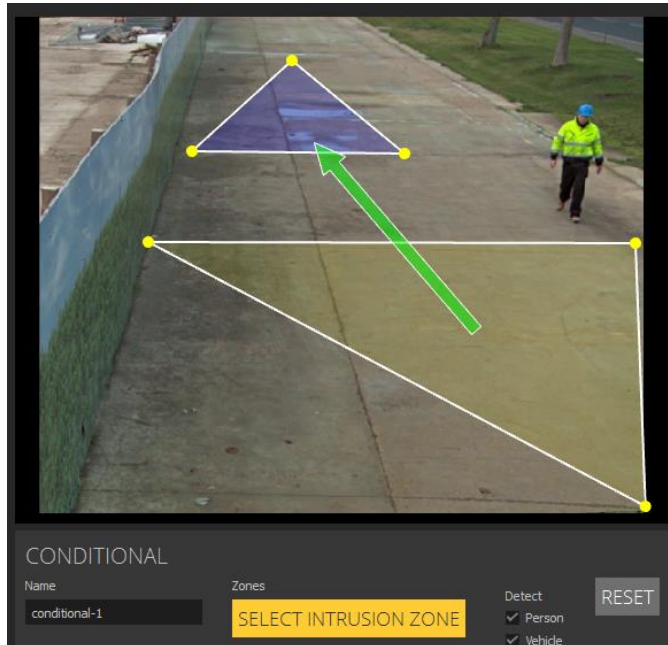 CONDITIONAL
Name
Zones
Detect
RESET
conditional-1
SELECT INTRUSION ZONE
Person
Vehicle